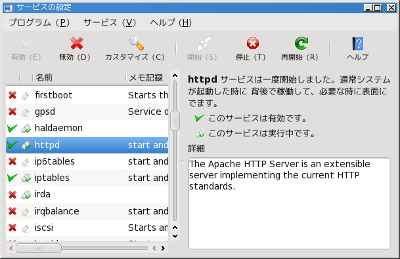 サービスの設定
プログラム (P) サービス (V) ヘルプ (H)
有効 (E) 無効 (D) カスタマイズ (C) 開始 (S) 停止 (T) 再開始 (R) ヘルプ
名前 メモ記録
firstboot Starts th
gpsd Service o
haldaemon
httpd start and
ip6tables start and
iptables start and
irda
irqbalance start and
iscsi Starts an
httpd サービスは一度開始しました。通常システム
が起動した時に 背後で稼働して、必要な時に表面に
でます。
このサービスは有効です。
このサービスは実行中です。
詳細
The Apache HTTP Server is an extensible
server implementing the current HTTP
standards.